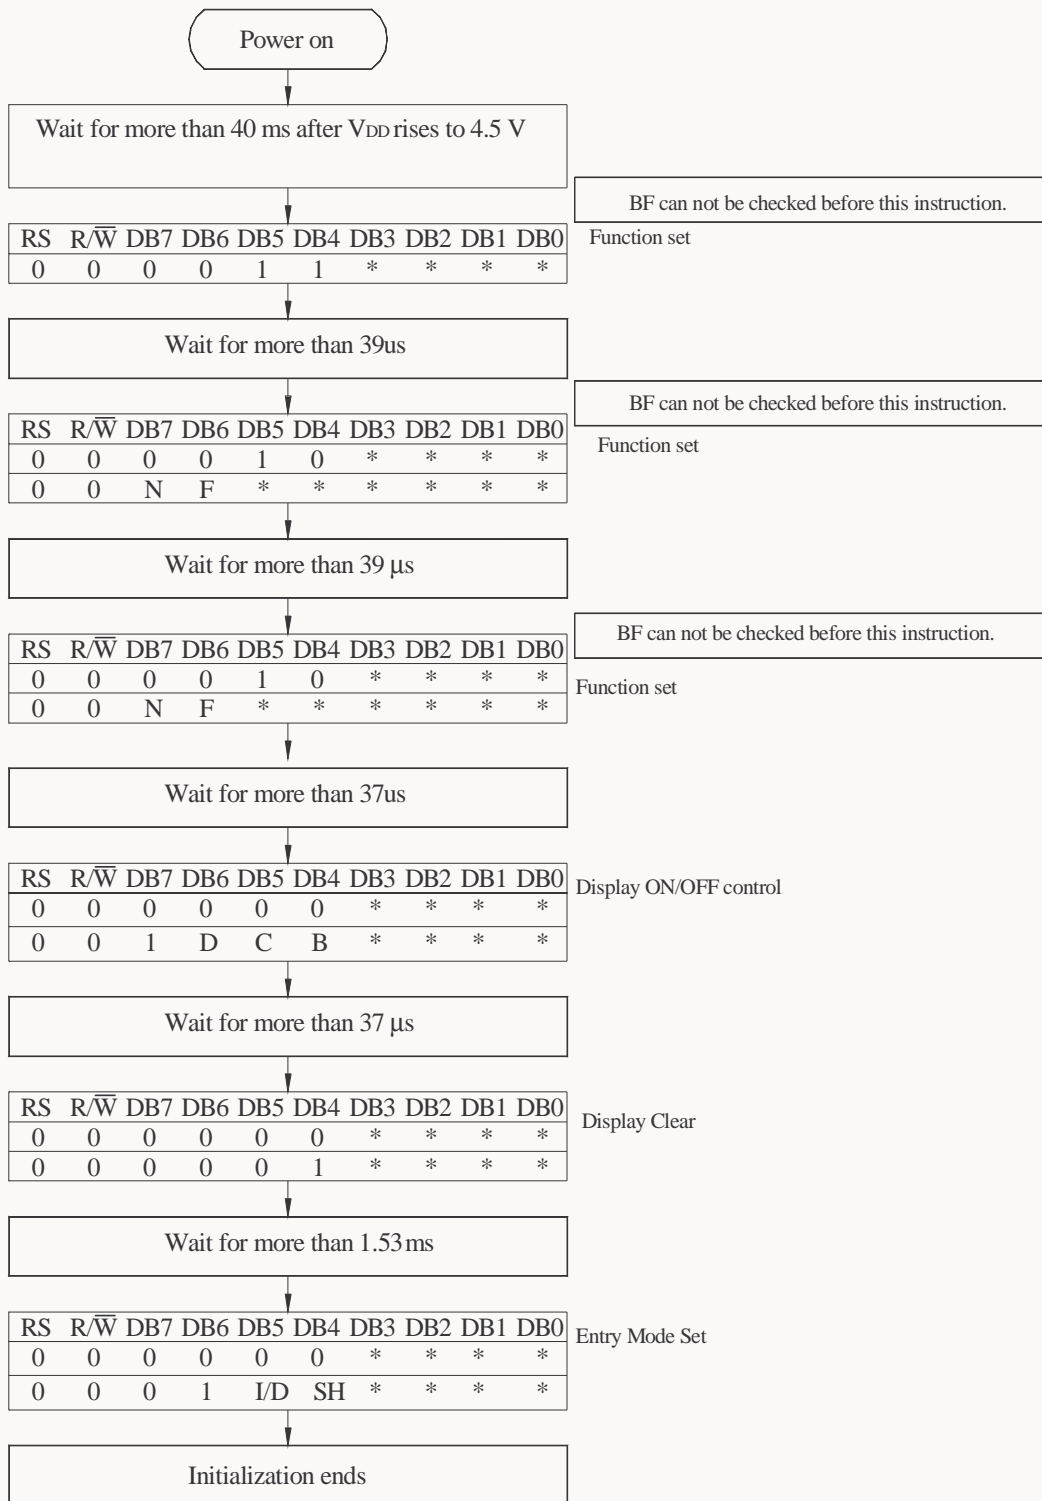 Power on
Wait for more than 40 ms after VDD rises to 4.5 V
BF can not be checked before this instruction.
RS R/W̅ DB7 DB6 DB5 DB4 DB3 DB2 DB1 DB0
Function set
0 0 0 0 1 1 * * * *
Wait for more than 39us
BF can not be checked before this instruction.
RS R/W̅ DB7 DB6 DB5 DB4 DB3 DB2 DB1 DB0
Function set
0 0 0 0 1 0 * * * *
0 0 N F * * * * * *
Wait for more than 39 µs
BF can not be checked before this instruction.
RS R/W̅ DB7 DB6 DB5 DB4 DB3 DB2 DB1 DB0
0 0 0 0 1 0 * * * *
Function set
0 0 N F * * * * * *
Wait for more than 37us
RS R/W̅ DB7 DB6 DB5 DB4 DB3 DB2 DB1 DB0
Display ON/OFF control
0 0 0 0 0 0 * * * *
0 0 1 D C B * * * *
Wait for more than 37 µs
RS R/W̅ DB7 DB6 DB5 DB4 DB3 DB2 DB1 DB0
Display Clear
0 0 0 0 0 0 * * * *
0 0 0 0 0 1 * * * *
Wait for more than 1.53ms
RS R/W̅ DB7 DB6 DB5 DB4 DB3 DB2 DB1 DB0
Entry Mode Set
0 0 0 0 0 0 * * * *
0 0 0 1 I/D SH * * * *
Initialization ends